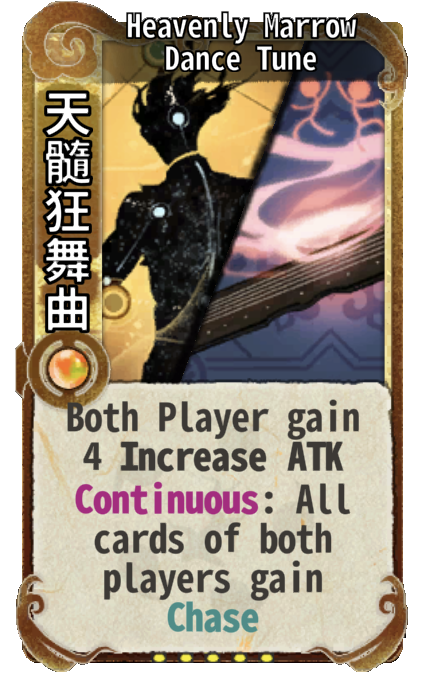 Heavenly Marrow
Dance Tune
天髓狂舞曲
Both Player gain
4 Increase ATK
Continuous: All
cards of both
players gain
Chase